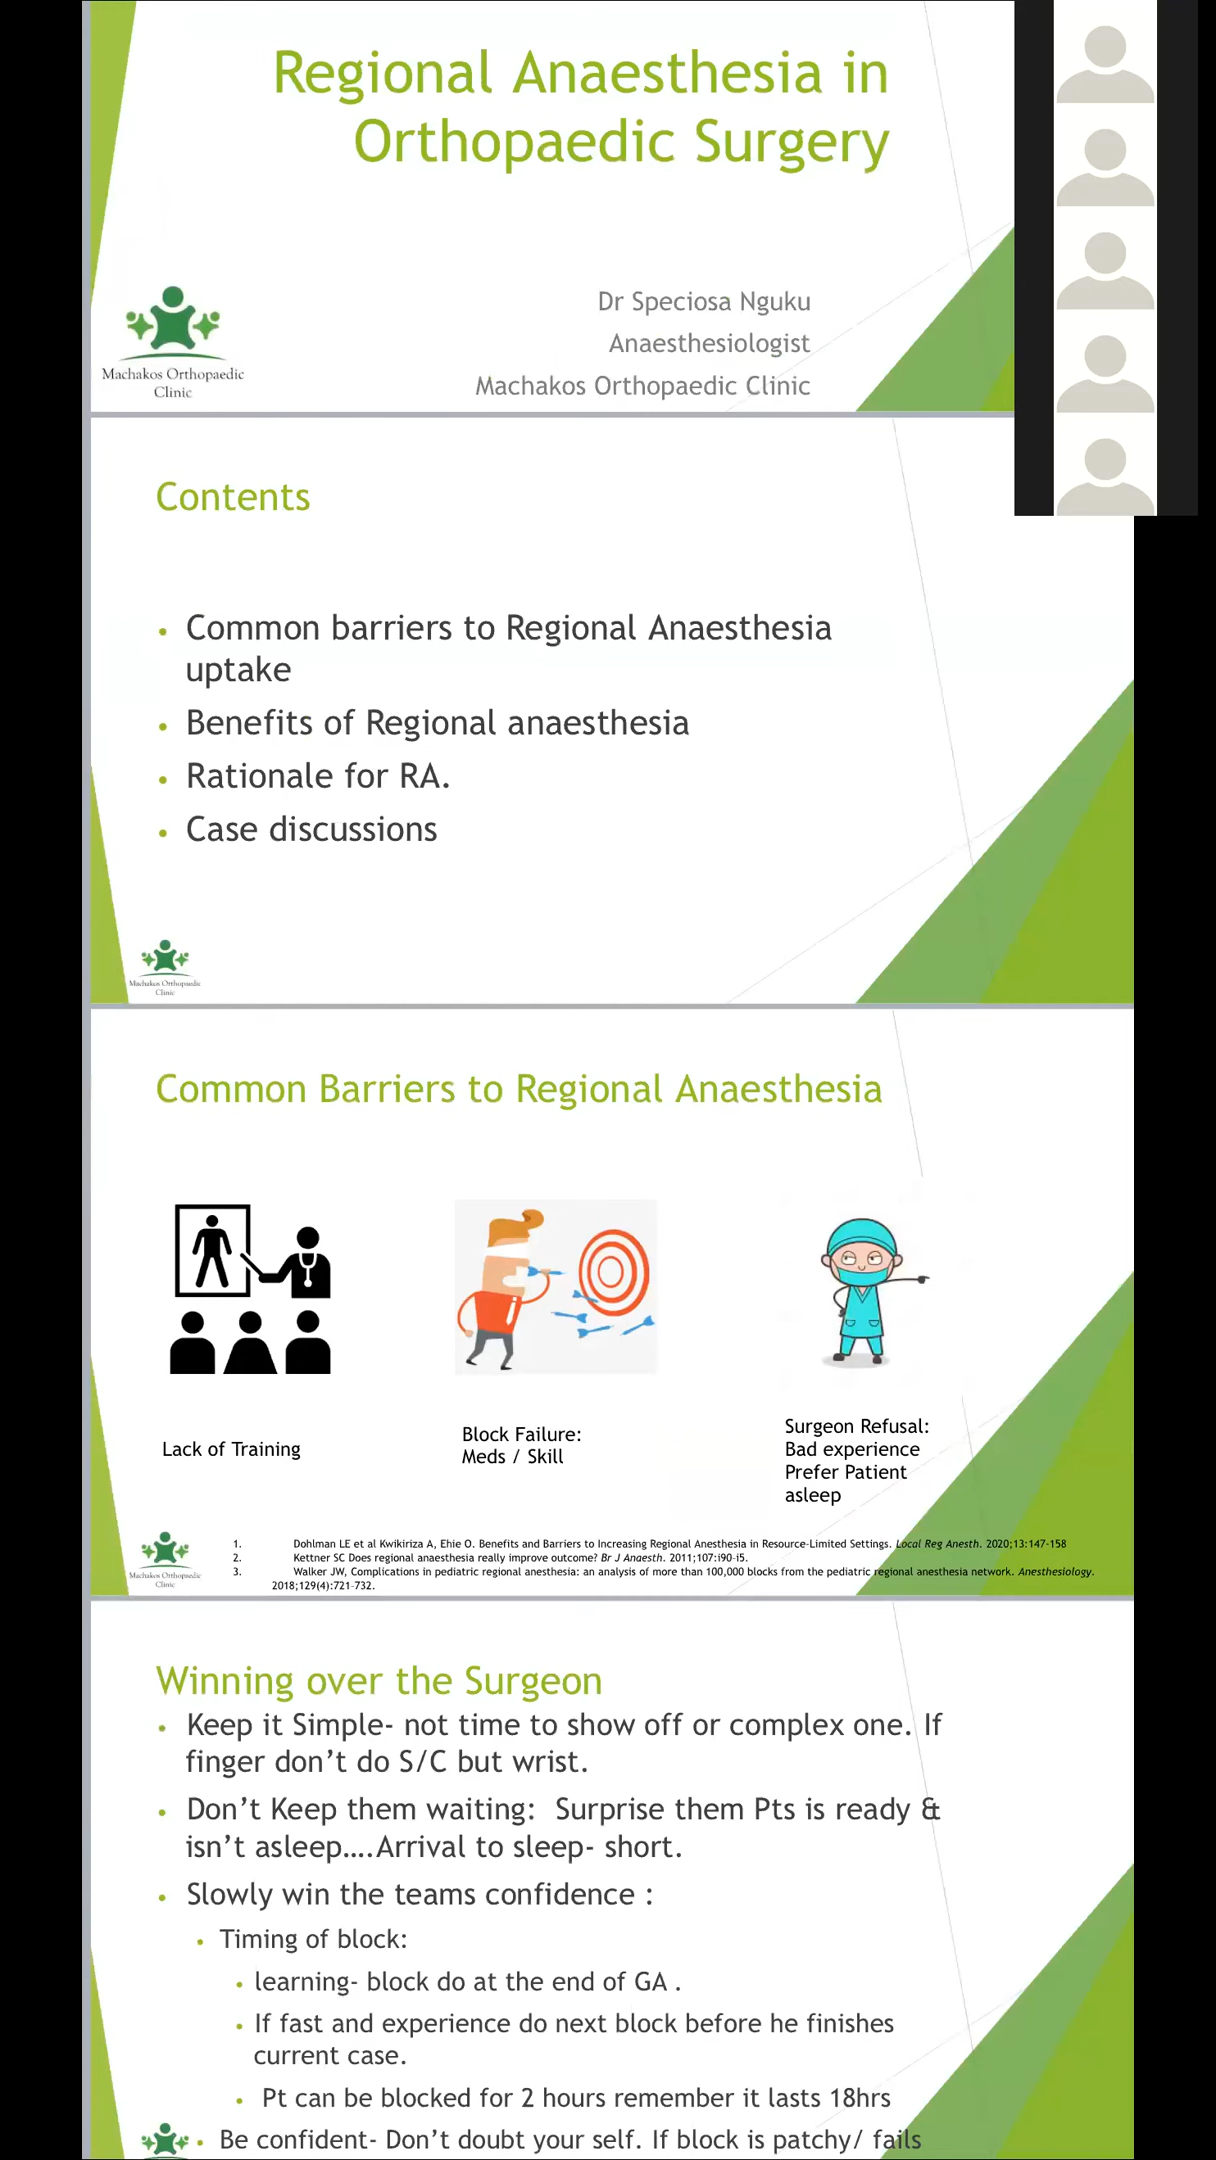 Regional Anaesthesia in
Orthopaedic Surgery
Dr Speciosa Nguku
Anaesthesiologist
Machakos Orthopaedic Clinic
Machakos Orthopaedic
Clinic
Contents
• Common barriers to Regional Anaesthesia
uptake
• Benefits of Regional anaesthesia
• Rationale for RA.
• Case discussions
Machakos Orthopaedic
Clinic
Common Barriers to Regional Anaesthesia
Lack of Training
Block Failure:
Meds / Skill
Surgeon Refusal:
Bad experience
Prefer Patient
asleep
Machakos Orthopaedic
Clinic
1. Dohlman LE et al Kwikiriza A, Ehie O. Benefits and Barriers to Increasing Regional Anesthesia in Resource-Limited Settings. Local Reg Anesth. 2020;13:147-158
2. Kettner SC Does regional anaesthesia really improve outcome? Br J Anaesth. 2011;107:i90-i5.
3. Walker JW, Complications in pediatric regional anesthesia: an analysis of more than 100,000 blocks from the pediatric regional anesthesia network. Anesthesiology.
2018;129(4):721-732.
Winning over the Surgeon
• Keep it Simple- not time to show off or complex one. If
finger don’t do S/C but wrist.
• Don’t Keep them waiting:  Surprise them Pts is ready &
isn’t asleep….Arrival to sleep- short.
• Slowly win the teams confidence :
• Timing of block:
• learning- block do at the end of GA .
• If fast and experience do next block before he finishes
current case.
• Pt can be blocked for 2 hours remember it lasts 18hrs
• Be confident- Don’t doubt your self. If block is patchy/ fails